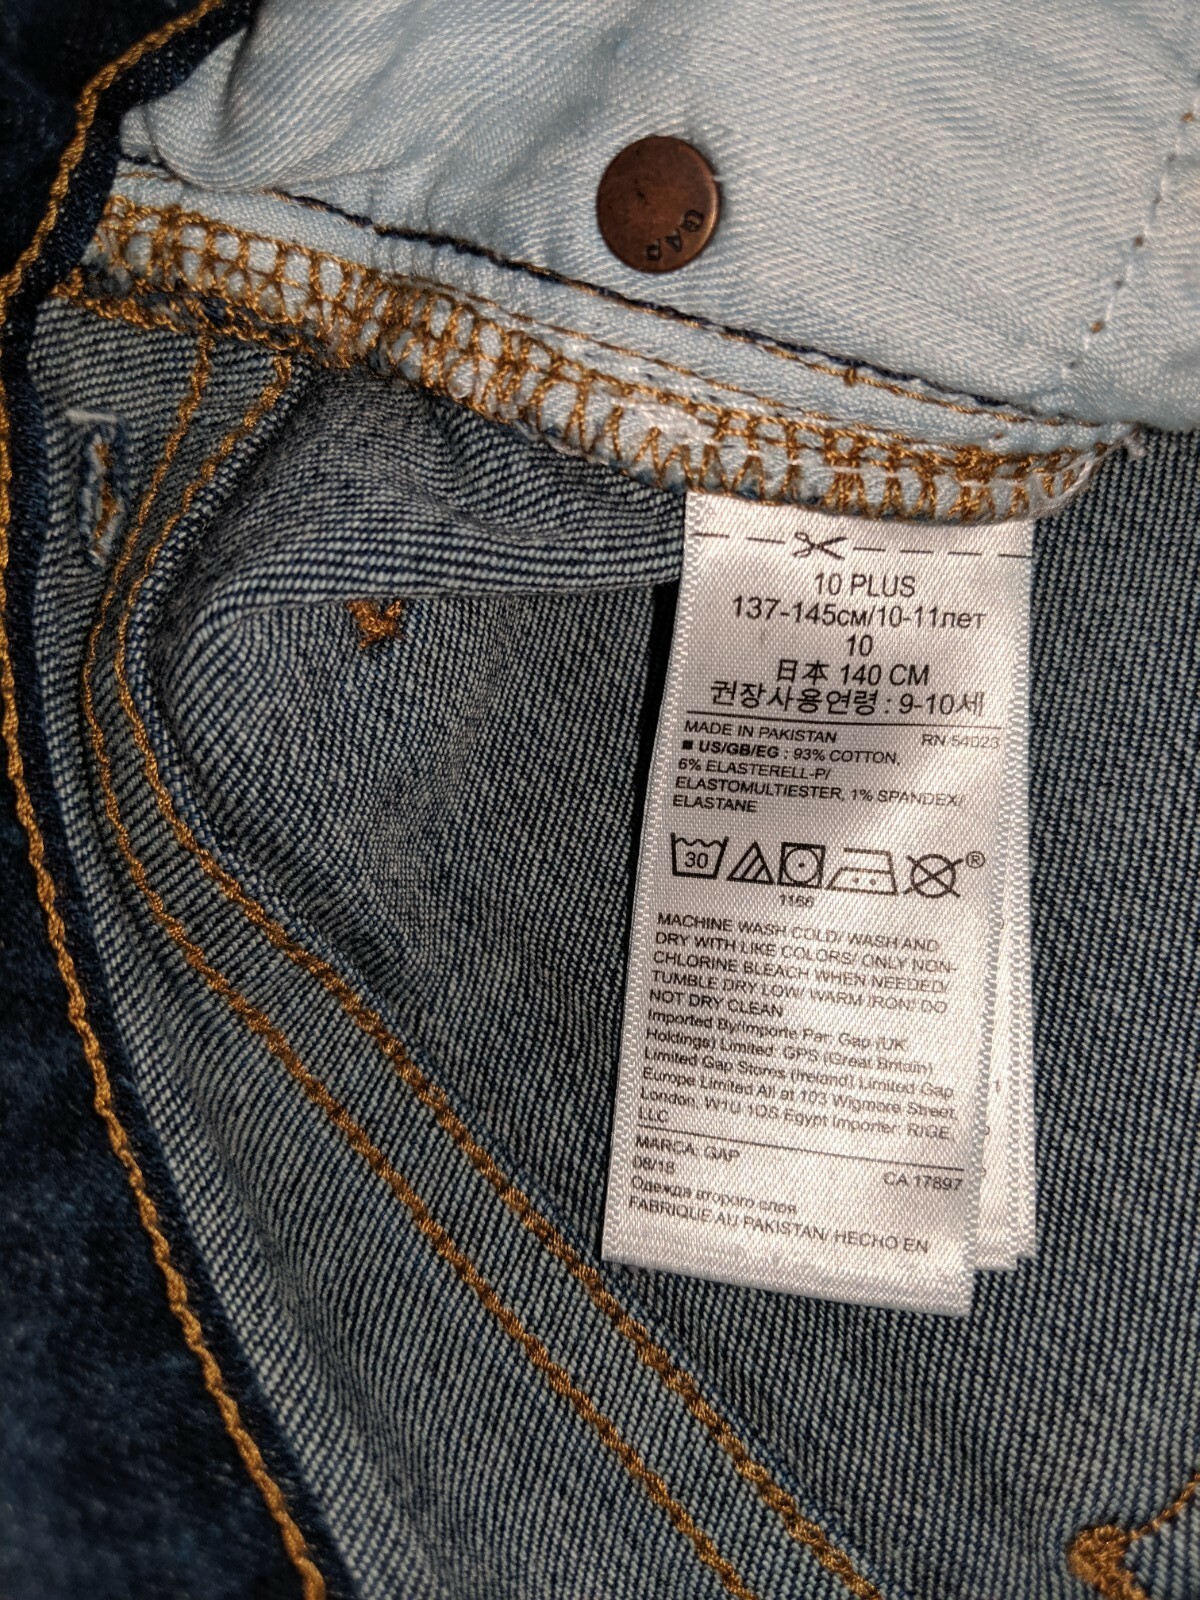 GAP
10 PLUS
137-145см/10-11лет
10
日本 140 CM
권장사용연령 : 9-10세
MADE IN PAKISTAN RN 54023
■ US/GB/EG : 93% COTTON,
6% ELASTERELL-P/
ELASTOMULTIESTER, 1% SPANDEX/
ELASTANE
30
®
1166
MACHINE WASH COLD/ WASH AND
DRY WITH LIKE COLORS/ ONLY NON-
CHLORINE BLEACH WHEN NEEDED/
TUMBLE DRY LOW/ WARM IRON/ DO
NOT DRY CLEAN
Imported By/Importe Par: Gap (UK
Holdings) Limited. GPS (Great Britain)
Limited Gap Stores (Ireland) Limited Gap
Europe Limited All at 103 Wigmore Street,
London, W1U 1QS Egypt Importer: RIGE,
LLC
MARCA: GAP
08/18 CA 17897
Одежда второго слоя
FABRIQUE AU PAKISTAN/ HECHO EN